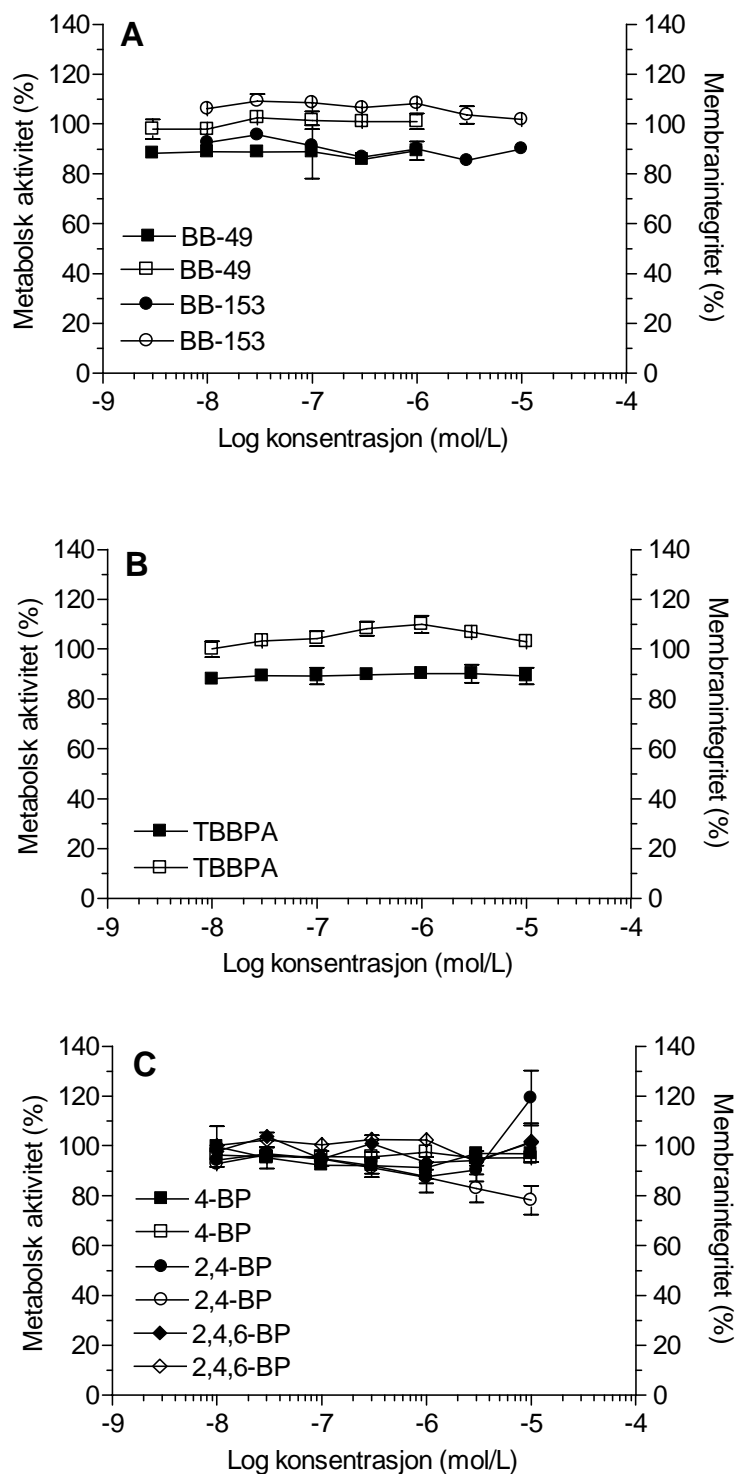 A
Metabolsk aktivitet (%)
Membranintegritet (%)
140 140
120 120
100 100
80 80
60 60
40 40
20 20
0 0
BB-49
BB-49
BB-153
BB-153
-9 -8 -7 -6 -5 -4
Log konsentrasjon (mol/L)
B
Metabolsk aktivitet (%)
Membranintegritet (%)
140 140
120 120
100 100
80 80
60 60
40 40
20 20
0 0
TBBPA
TBBPA
-9 -8 -7 -6 -5 -4
Log konsentrasjon (mol/L)
C
Metabolsk aktivitet (%)
Membranintegritet (%)
140 140
120 120
100 100
80 80
60 60
40 40
20 20
0 0
4-BP
4-BP
2,4-BP
2,4-BP
2,4,6-BP
2,4,6-BP
-9 -8 -7 -6 -5 -4
Log konsentrasjon (mol/L)